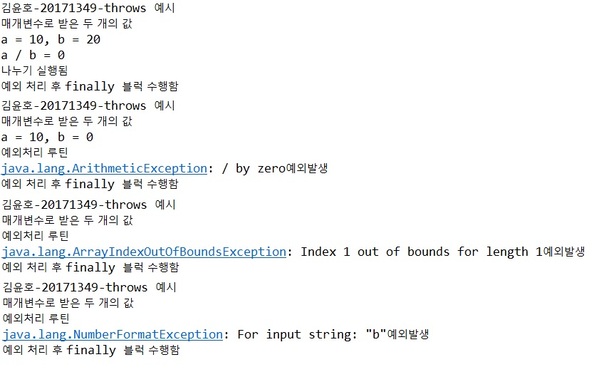 김윤호-20171349-throws 예시
매개변수로 받은 두 개의 값
a = 10, b = 20
a / b = 0
나누기 실행됨
예외 처리 후 finally 블럭 수행함
김윤호-20171349-throws 예시
매개변수로 받은 두 개의 값
a = 10, b = 0
예외처리 루틴
java.lang.ArithmeticException: / by zero예외발생
예외 처리 후 finally 블럭 수행함
김윤호-20171349-throws 예시
매개변수로 받은 두 개의 값
예외처리 루틴
java.lang.ArrayIndexOutOfBoundsException: Index 1 out of bounds for length 1예외발생
예외 처리 후 finally 블럭 수행함
김윤호-20171349-throws 예시
매개변수로 받은 두 개의 값
예외처리 루틴
java.lang.NumberFormatException: For input string: "b"예외발생
예외 처리 후 finally 블럭 수행함